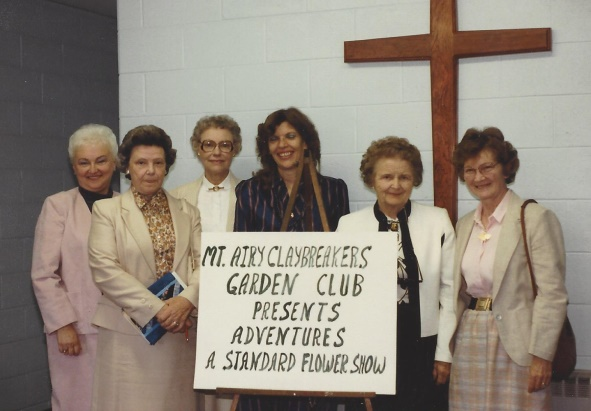 MT. AIRY CLAYBREAKERS
GARDEN CLUB
PRESENTS
ADVENTURES
A STANDARD FLOWER SHOW